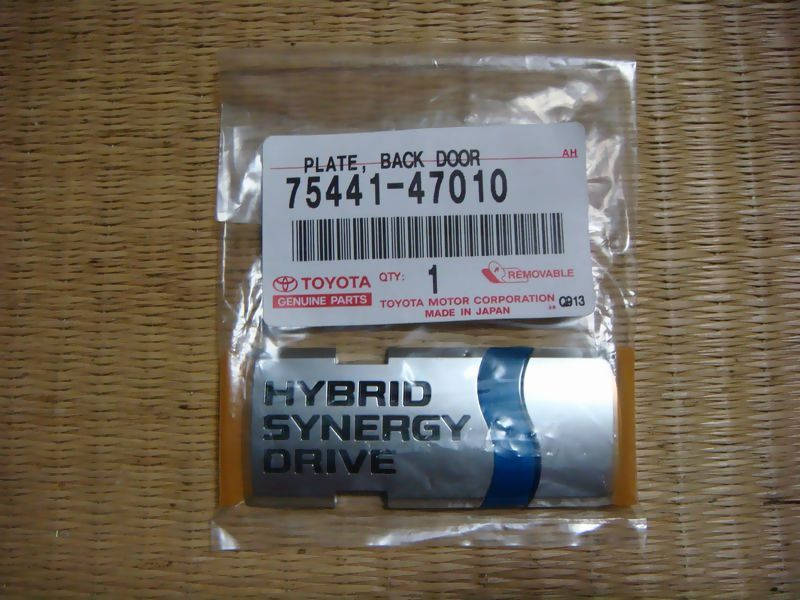 PLATE, BACK DOOR AH
75441-47010
TOYOTA QTY: 1 REMOVABLE
GENUINE PARTS TOYOTA MOTOR CORPORATION
MADE IN JAPAN 0913
HYBRID
SYNERGY
DRIVE